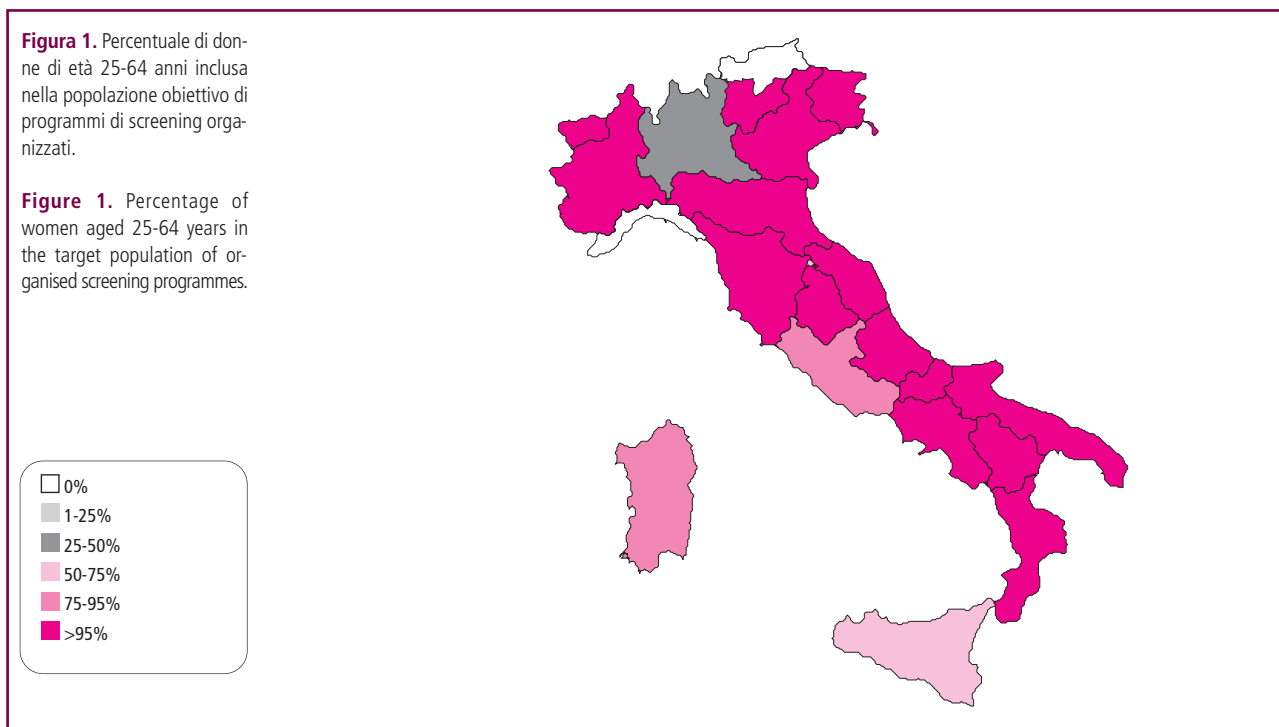 Figura 1. Percentuale di don-
ne di età 25-64 anni inclusa
nella popolazione obiettivo di
programmi di screening orga-
nizzati.
Figure 1. Percentage of
women aged 25-64 years in
the target population of or-
ganised screening programmes.
0%
1-25%
25-50%
50-75%
75-95%
>95%